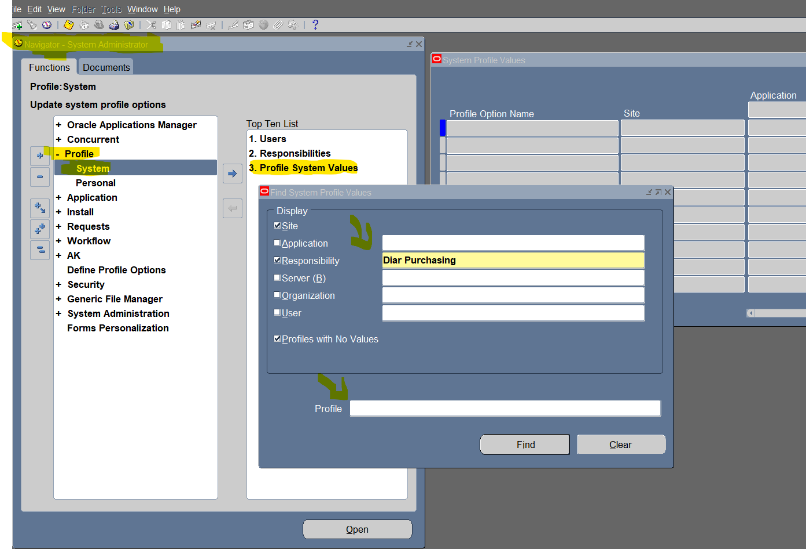 ile Edit View Folder Tools Window Help
?
Navigator - System Administrator
Functions Documents
Profile:System
Update system profile options
+ Oracle Applications Manager
+ Concurrent
- Profile
System
Personal
+ Application
+ Install
+ Requests
+ Workflow
+ AK
Define Profile Options
+ Security
+ Generic File Manager
+ System Administration
Forms Personalization
Top Ten List
1. Users
2. Responsibilities
3. Profile System Values
Open
System Profile Values
Application
Profile Option Name Site
Find System Profile Values
Display
Site
Application
Responsibility Diar Purchasing
Server (B)
Organization
User
Profiles with No Values
Profile
Find Clear